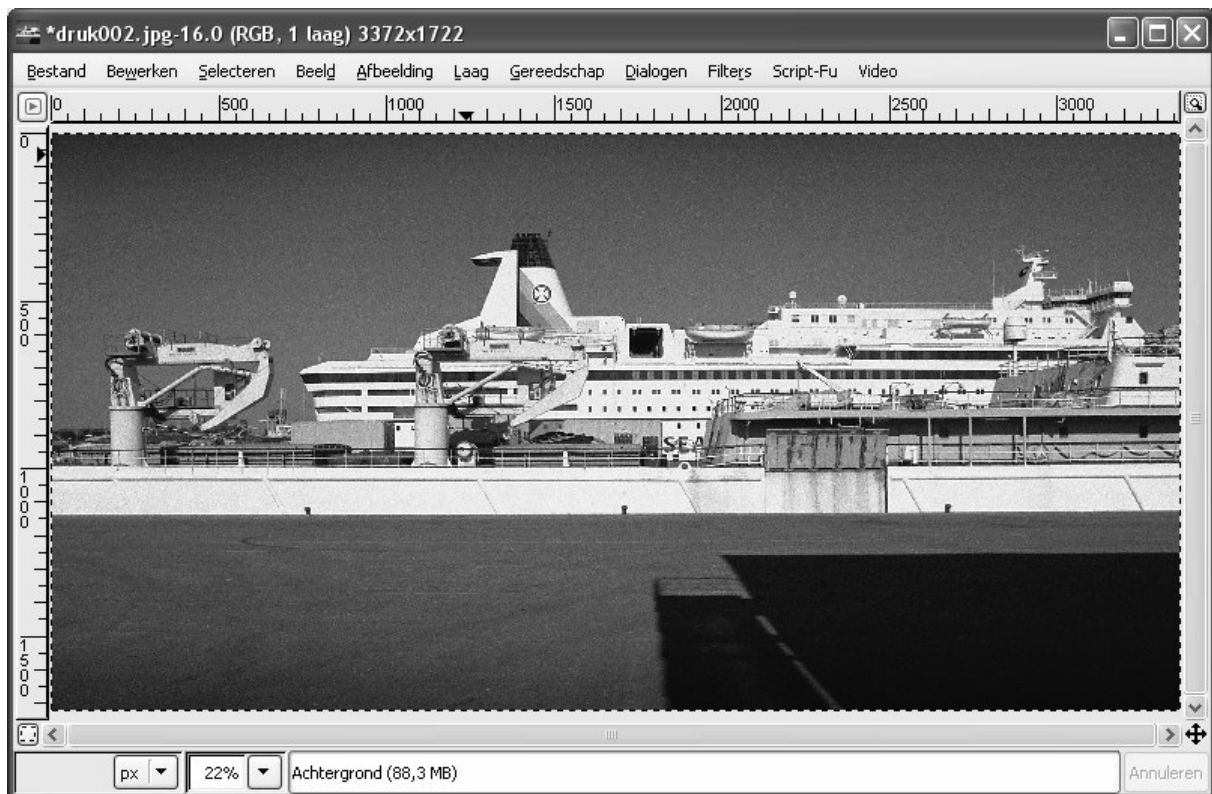 *druk002.jpg-16.0 (RGB, 1 laag) 3372x1722
Bestand Bewerken Selecteren Beeld Afbeelding Laag Gereedschap Dialogen Filters Script-Fu Video
0 500 1000 1500 2000 2500 3000
0
500
SEA
1000
1500
px 22% Achtergrond (88,3 MB) Annuleren